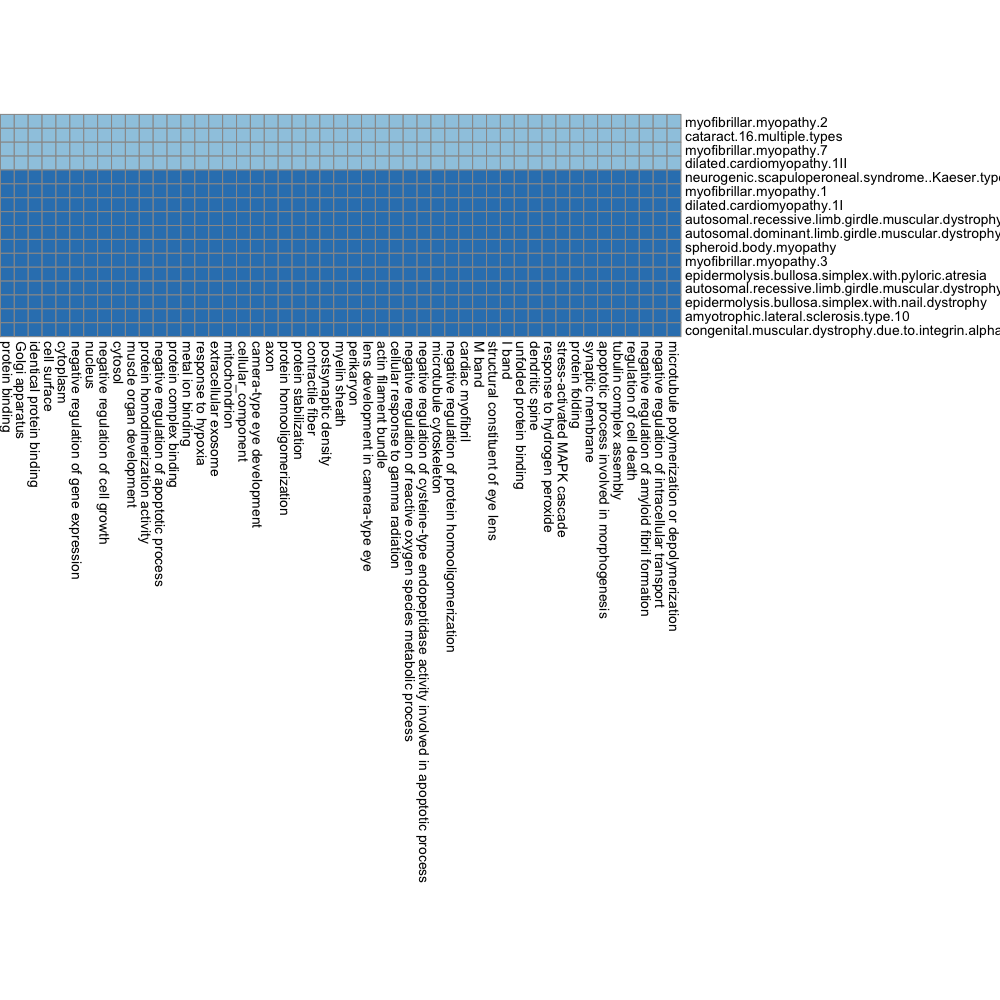 myofibrillar.myopathy.2
cataract.16.multiple.types
myofibrillar.myopathy.7
dilated.cardiomyopathy.1II
neurogenic.scapuloperoneal.syndrome..Kaeser.type
myofibrillar.myopathy.1
dilated.cardiomyopathy.1I
autosomal.recessive.limb.girdle.muscular.dystrophy
autosomal.dominant.limb.girdle.muscular.dystrophy
spheroid.body.myopathy
myofibrillar.myopathy.3
epidermolysis.bullosa.simplex.with.pyloric.atresia
autosomal.recessive.limb.girdle.muscular.dystrophy
epidermolysis.bullosa.simplex.with.nail.dystrophy
amyotrophic.lateral.sclerosis.type.10
congenital.muscular.dystrophy.due.to.integrin.alpha
protein binding
Golgi apparatus
identical protein binding
cell surface
cytoplasm
negative regulation of gene expression
nucleus
negative regulation of cell growth
cytosol
muscle organ development
protein homodimerization activity
negative regulation of apoptotic process
protein complex binding
metal ion binding
response to hypoxia
extracellular exosome
mitochondrion
cellular_component
camera-type eye development
axon
protein homooligomerization
protein stabilization
contractile fiber
postsynaptic density
myelin sheath
perikaryon
lens development in camera-type eye
actin filament bundle
cellular response to gamma radiation
negative regulation of reactive oxygen species metabolic process
negative regulation of cysteine-type endopeptidase activity involved in apoptotic process
microtubule cytoskeleton
negative regulation of protein homooligomerization
cardiac myofibril
M band
structural constituent of eye lens
I band
unfolded protein binding
dendritic spine
response to hydrogen peroxide
stress-activated MAPK cascade
protein folding
synaptic membrane
apoptotic process involved in morphogenesis
tubulin complex assembly
regulation of cell death
negative regulation of amyloid fibril formation
negative regulation of intracellular transport
microtubule polymerization or depolymerization